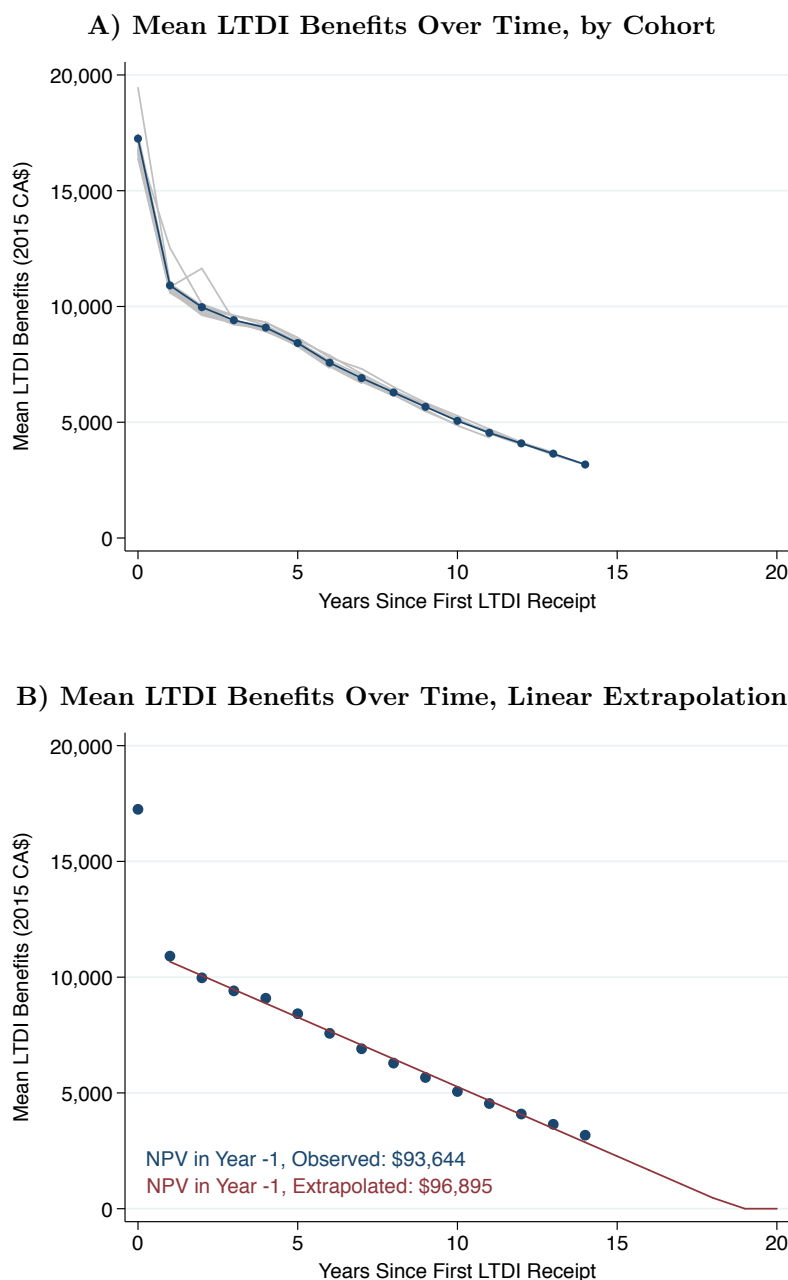 A) Mean LTDI Benefits Over Time, by Cohort
20,000
15,000
10,000
5,000
0
Mean LTDI Benefits (2015 CA$)
0 5 10 15 20
Years Since First LTDI Receipt
B) Mean LTDI Benefits Over Time, Linear Extrapolation
20,000
15,000
10,000
5,000
0
Mean LTDI Benefits (2015 CA$)
NPV in Year -1, Observed: $93,644
NPV in Year -1, Extrapolated: $96,895
0 5 10 15 20
Years Since First LTDI Receipt